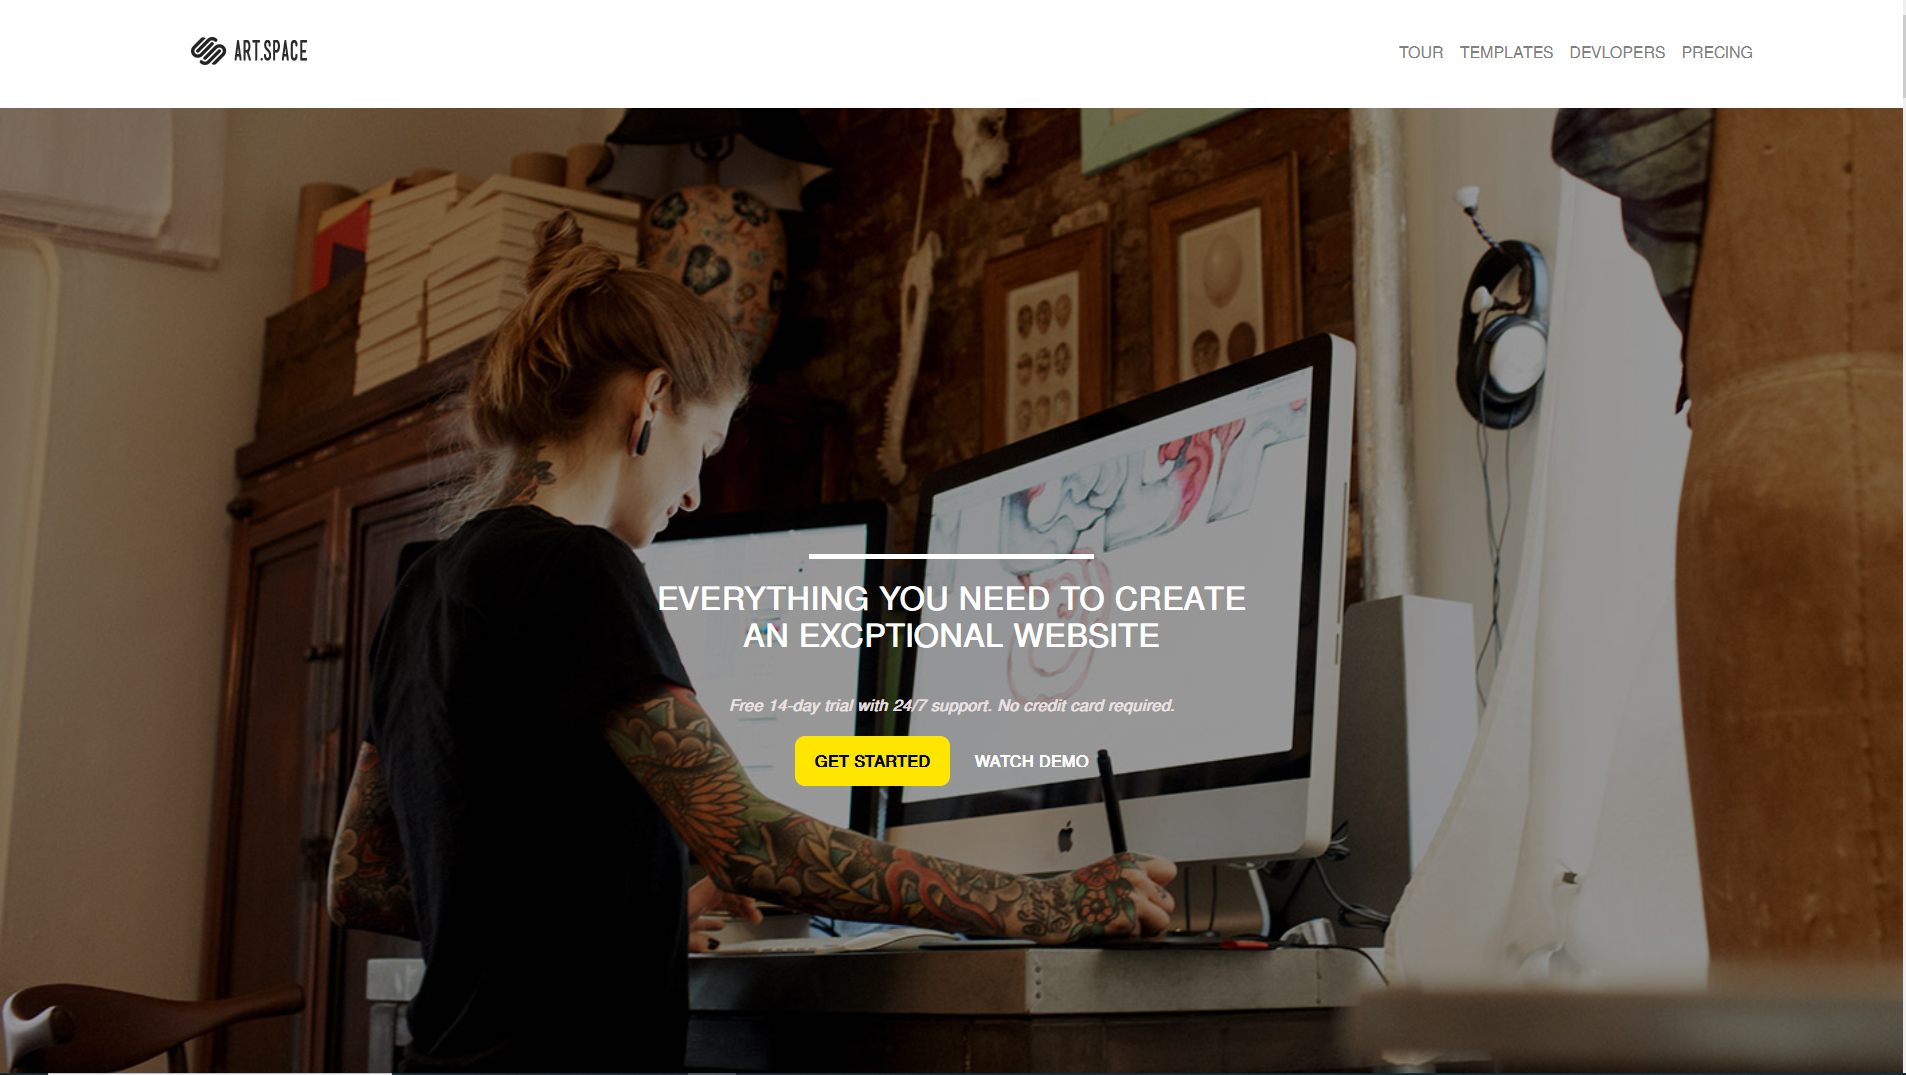 ART.SPACE
TOUR TEMPLATES DEVLOPERS PRECING
EVERYTHING YOU NEED TO CREATE
AN EXCPTIONAL WEBSITE
Free 14-day trial with 24/7 support. No credit card required.
GET STARTED WATCH DEMO